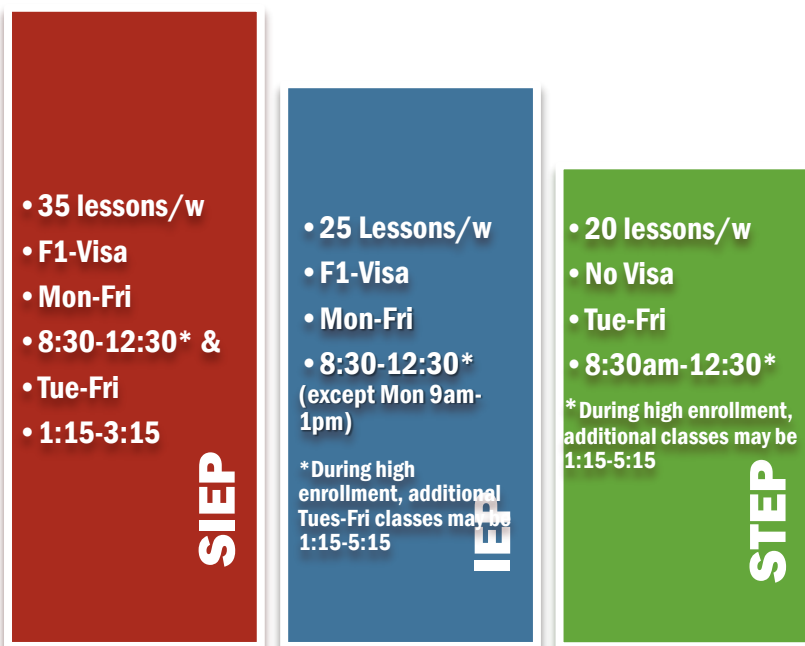 • 35 lessons/w
• F1-Visa
• Mon-Fri
• 8:30-12:30* &
• Tue-Fri
• 1:15-3:15
SIEP
• 25 Lessons/w
• F1-Visa
• Mon-Fri
• 8:30-12:30*
(except Mon 9am-
1pm)
*During high
enrollment, additional
Tues-Fri classes may be
1:15-5:15
IEP
• 20 lessons/w
• No Visa
• Tue-Fri
• 8:30am-12:30*
*During high enrollment,
additional classes may be
1:15-5:15
STEP